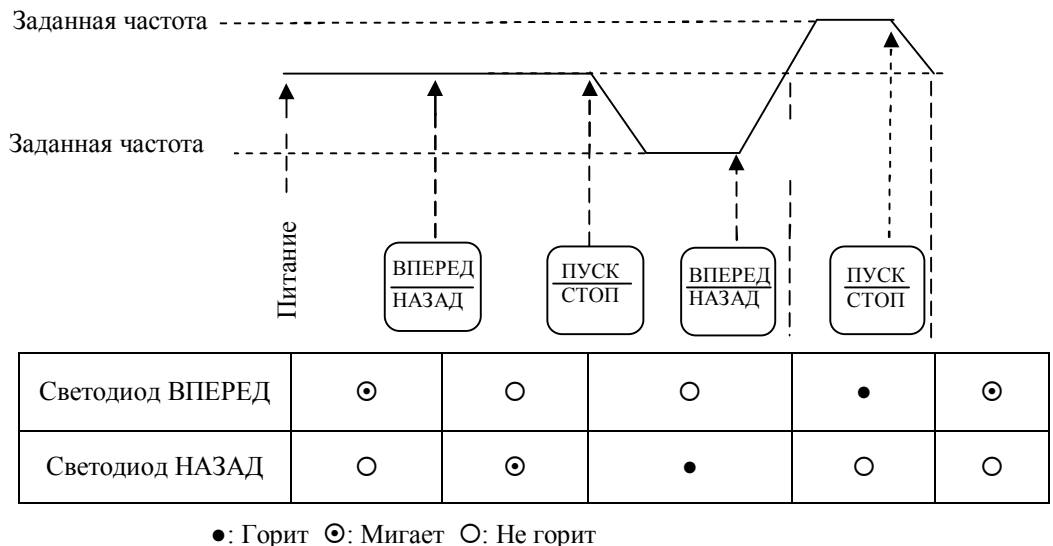 Заданная частота
Заданная частота
Питание
ВПЕРЕД
НАЗАД
ПУСК
СТОП
ВПЕРЕД
НАЗАД
ПУСК
СТОП
Светодиод ВПЕРЕД ⊙ ○ ○ ● ⊙
Светодиод НАЗАД ○ ⊙ ● ○ ○
●: Горит ⊙: Мигает ○: Не горит